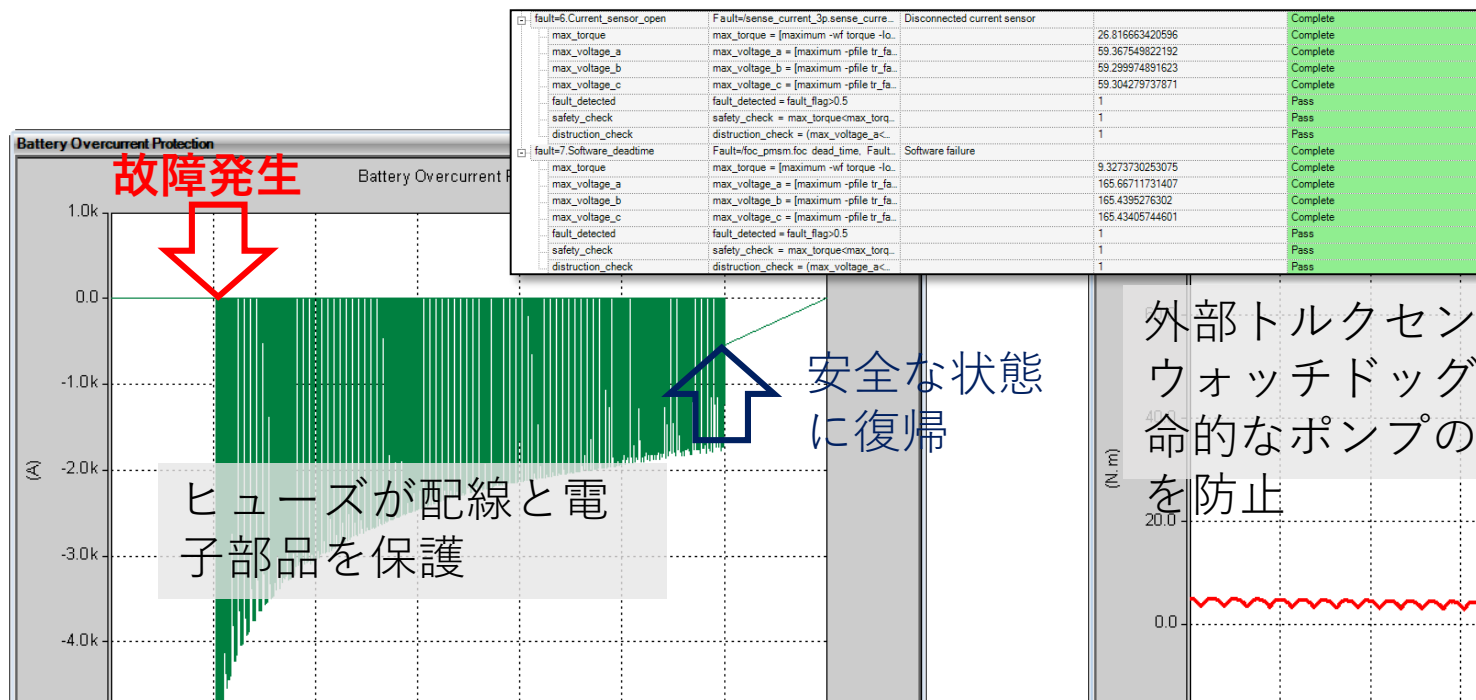 fault=6.Current_sensor_open Fault=/sense_current_3p.sense_curre... Disconnected current sensor Complete
max_torque max_torque = [maximum -wf torque -lo... 26.816663420596 Complete
max_voltage_a max_voltage_a = [maximum -pfile tr_fa... 59.367549822192 Complete
max_voltage_b max_voltage_b = [maximum -pfile tr_fa... 59.299974891623 Complete
max_voltage_c max_voltage_c = [maximum -pfile tr_fa... 59.304279737871 Complete
fault_detected fault_detected = fault_flag>0.5 1 Pass
safety_check safety_check = max_torque<max_torq... 1 Pass
distruction_check distruction_check = (max_voltage_a<... 1 Pass
fault=7.Software_deadtime Fault=/foc_pmsm.foc dead_time, Fault... Software failure Complete
max_torque max_torque = [maximum -wf torque -lo... 9.3273730253075 Complete
max_voltage_a max_voltage_a = [maximum -pfile tr_fa... 165.66711731407 Complete
max_voltage_b max_voltage_b = [maximum -pfile tr_fa... 165.4395276302 Complete
max_voltage_c max_voltage_c = [maximum -pfile tr_fa... 165.43405744601 Complete
fault_detected fault_detected = fault_flag>0.5 1 Pass
safety_check safety_check = max_torque<max_torq... 1 Pass
distruction_check distruction_check = (max_voltage_a<... 1 Pass
Battery Overcurrent Protection
故障発生
Battery Overcurrent
1.0k
0.0
-1.0k
-2.0k
-3.0k
-4.0k
(A)
安全な状態
に復帰
ヒューズが配線と電
子部品を保護
外部トルクセン
ウォッチドッグ
命的なポンプの
を防止
40.0
20.0
0.0
(N.m)